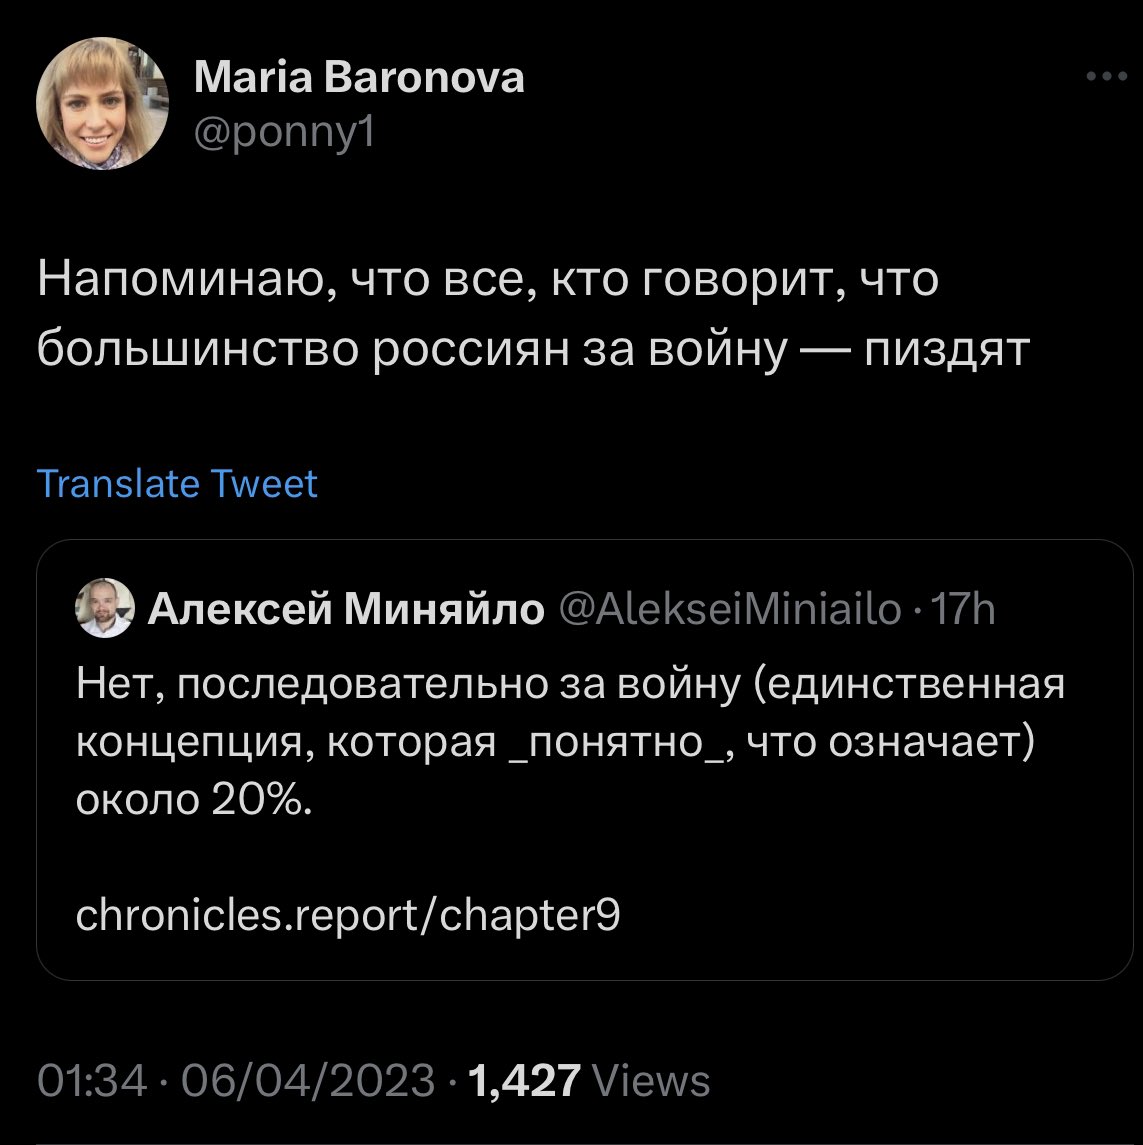 Maria Baronova
@ponny1
Напоминаю, что все, кто говорит, что
большинство россиян за войну — пиздят
Translate Tweet
Алексей Миняйло @AlekseiMiniailo · 17h
Нет, последовательно за войну (единственная
концепция, которая _понятно_, что означает)
около 20%.
chronicles.report/chapter9
01:34 · 06/04/2023 · 1,427 Views